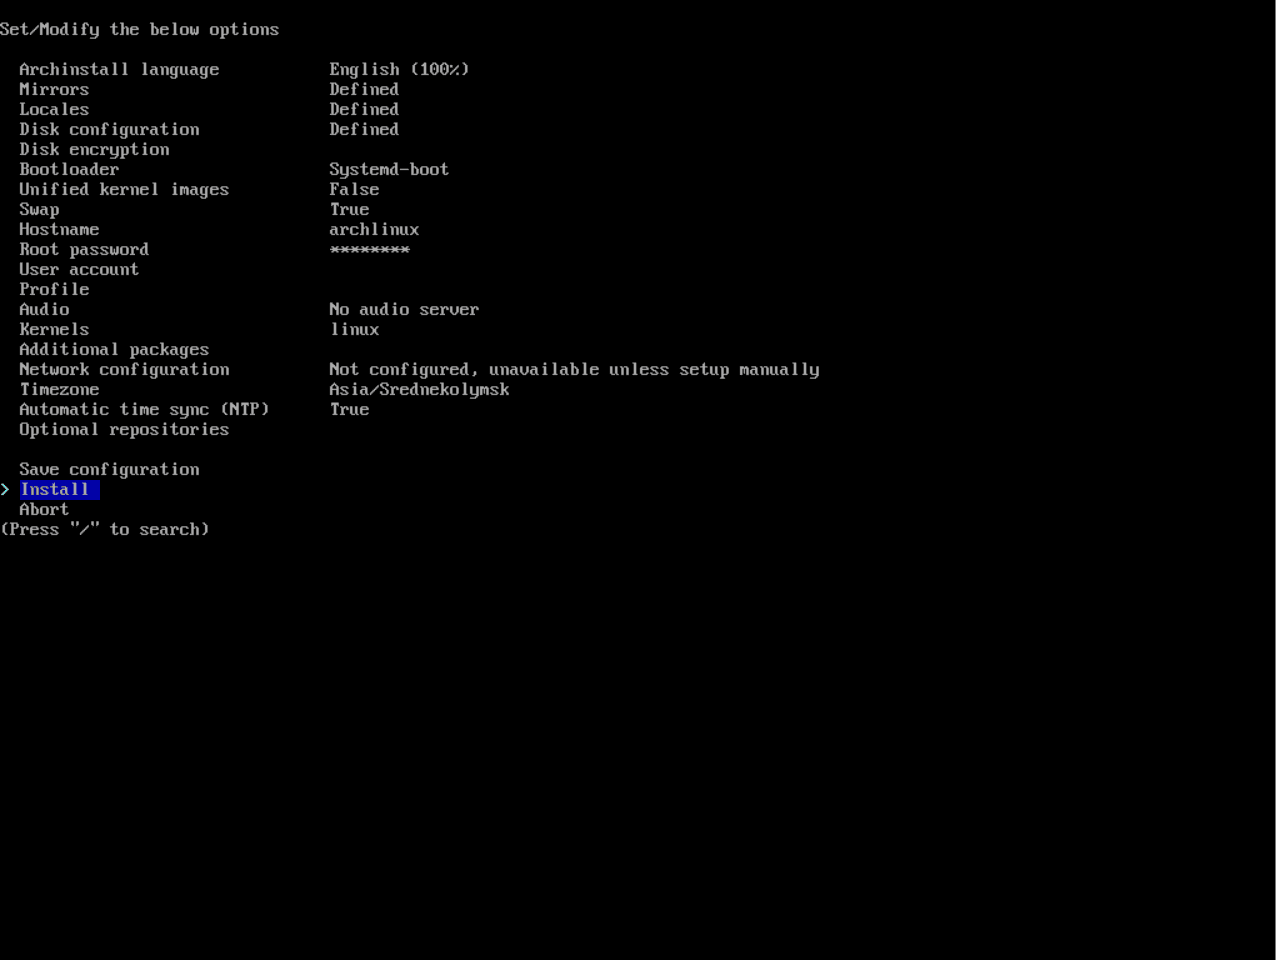 Set/Modify the below options
Archinstall language English (100%)
Mirrors Defined
Locales Defined
Disk configuration Defined
Disk encryption
Bootloader Systemd-boot
Unified kernel images False
Swap True
Hostname archlinux
Root password ********
User account
Profile
Audio No audio server
Kernels linux
Additional packages
Network configuration Not configured, unavailable unless setup manually
Timezone Asia/Srednekolymsk
Automatic time sync (NTP) True
Optional repositories
Save configuration
> Install
Abort
(Press "/" to search)